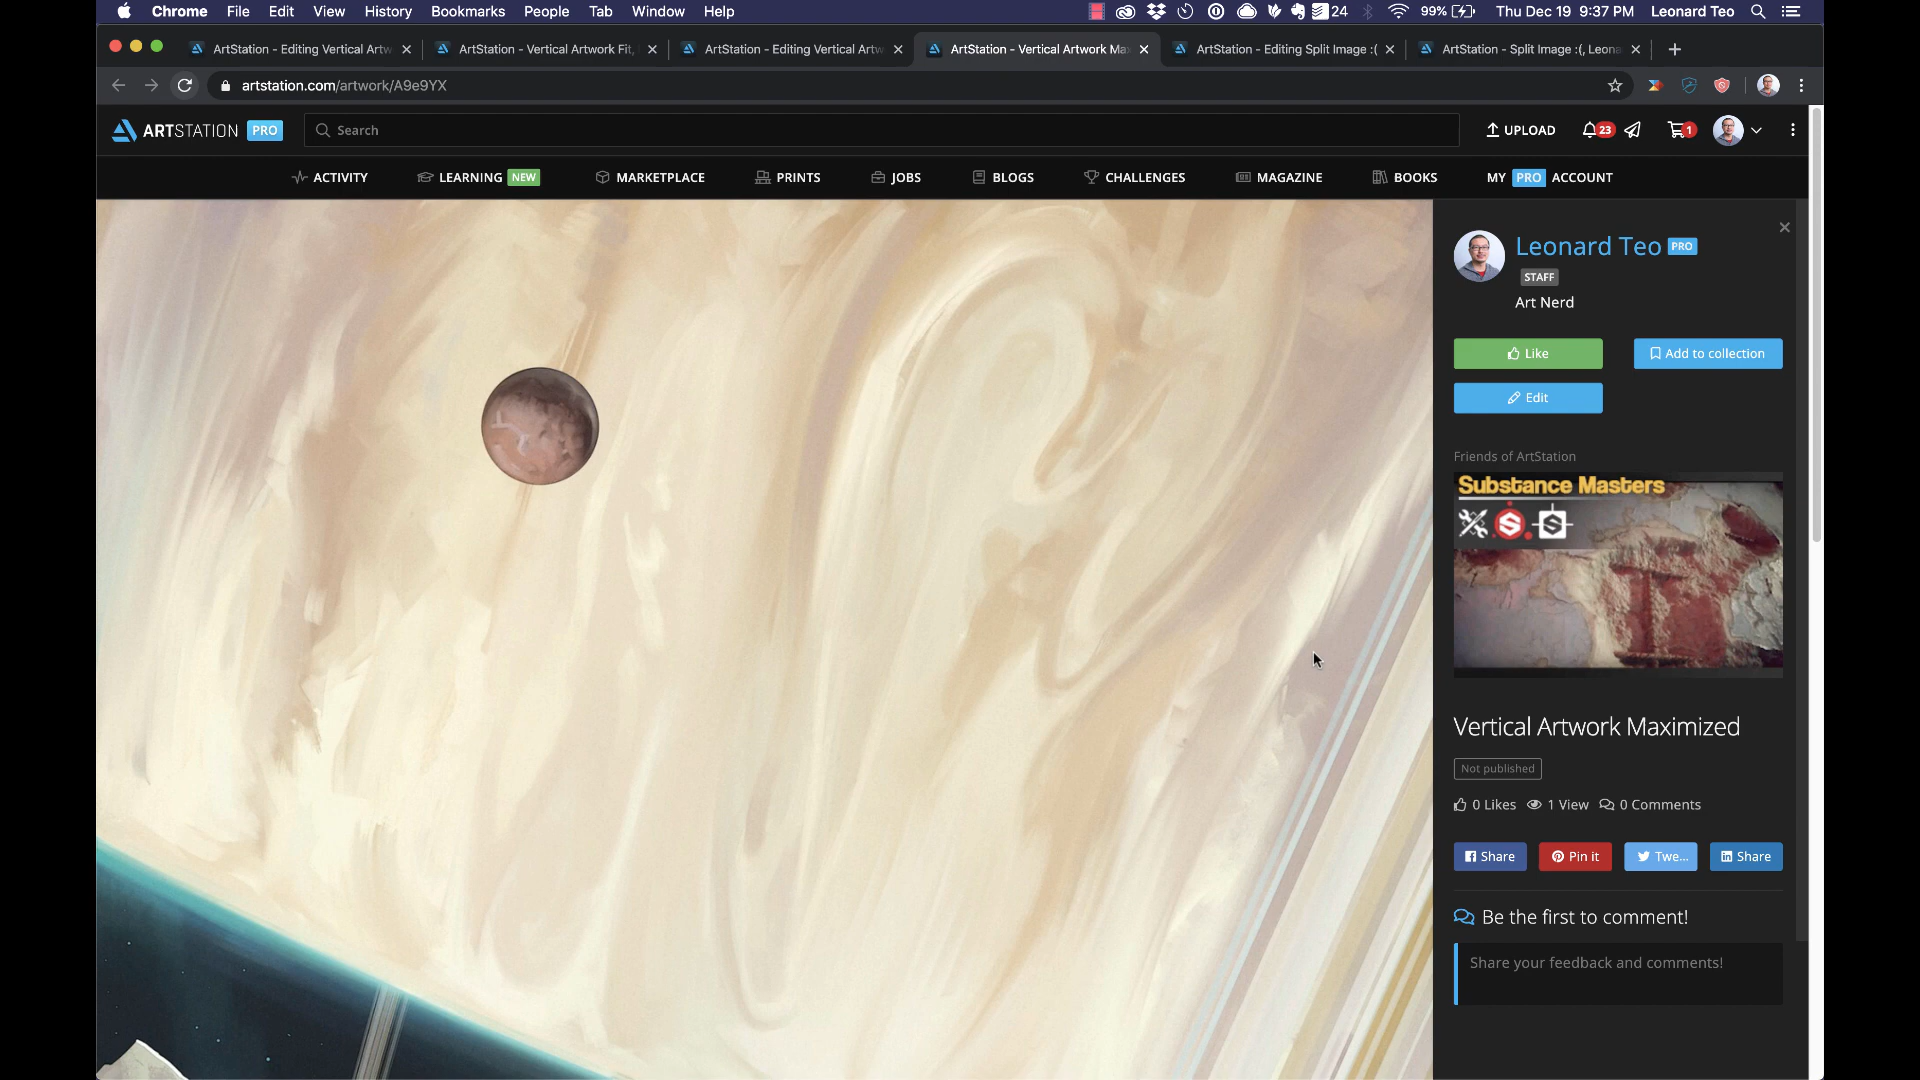 Chrome File Edit View History Bookmarks People Tab Window Help 24 99% Thu Dec 19 9:37 PM Leonard Teo
ArtStation - Editing Vertical Artw ArtStation - Vertical Artwork Fit, ArtStation - Editing Vertical Artw ArtStation - Vertical Artwork Ma ArtStation - Editing Split Image :( ArtStation - Split Image :(, Leona
artstation.com/artwork/A9e9YX
ARTSTATION PRO Search UPLOAD 23 1
ACTIVITY LEARNING NEW MARKETPLACE PRINTS JOBS BLOGS CHALLENGES MAGAZINE BOOKS MY PRO ACCOUNT
Leonard Teo PRO
STAFF
Art Nerd
Like Add to collection
Edit
Friends of ArtStation
Substance Masters
Vertical Artwork Maximized
Not published
0 Likes 1 View 0 Comments
Share Pin it Twe... Share
Be the first to comment!
Share your feedback and comments!